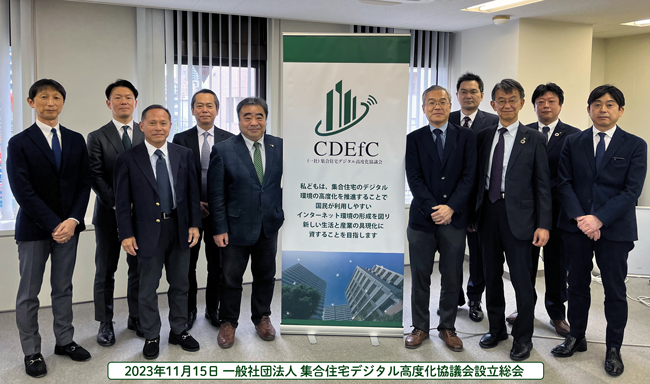 CDEfC
(一社)集合住宅デジタル高度化協議会
私どもは、集合住宅のデジタル
環境の高度化を推進することで
国民が利用しやすい
インターネット環境の形成を図り
新しい生活と産業の具現化に
資することを目指します
2023年11月15日 一般社団法人 集合住宅デジタル高度化協議会設立総会